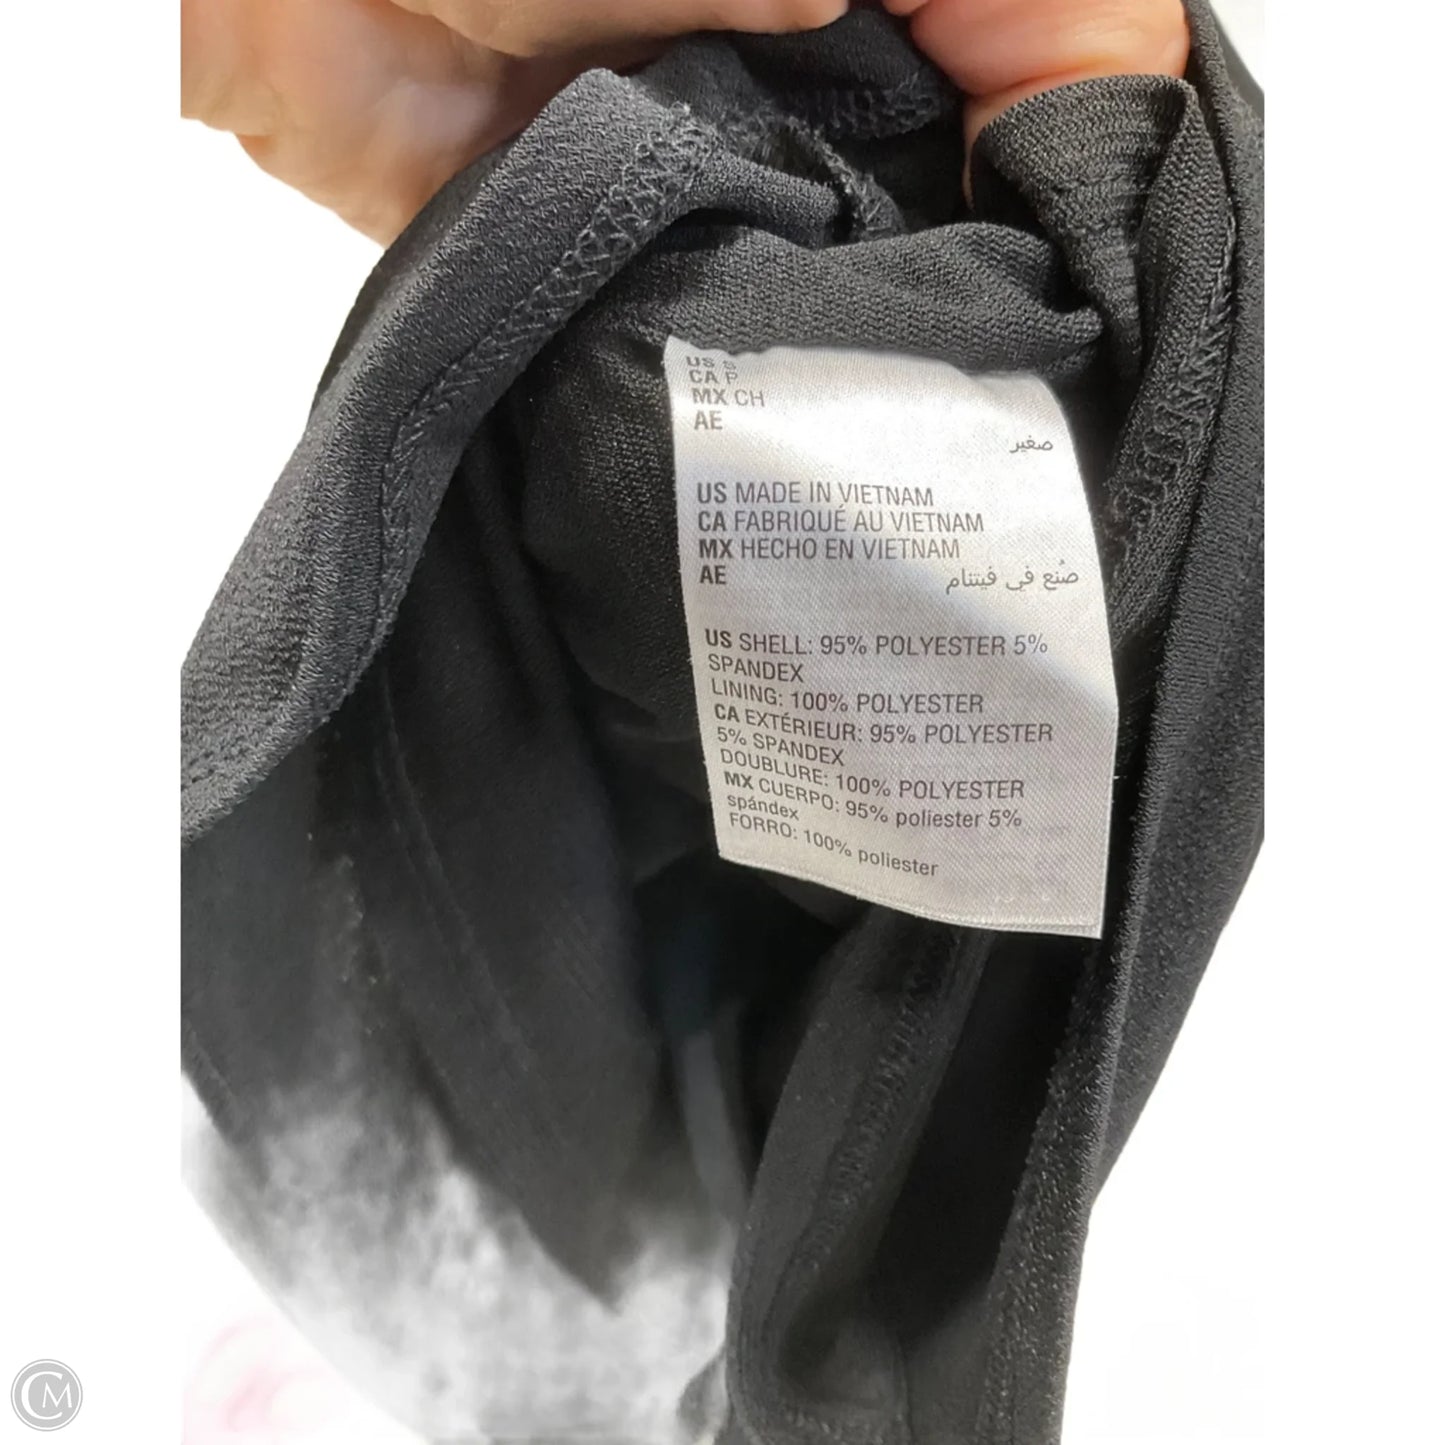 US S
CA P
MX CH
AE صغير
US MADE IN VIETNAM
CA FABRIQUÉ AU VIETNAM
MX HECHO EN VIETNAM
AE صُنع في فيتنام
US SHELL: 95% POLYESTER 5%
SPANDEX
LINING: 100% POLYESTER
CA EXTÉRIEUR: 95% POLYESTER
5% SPANDEX
DOUBLURE: 100% POLYESTER
MX CUERPO: 95% poliester 5%
spándex
FORRO: 100% poliester
CM